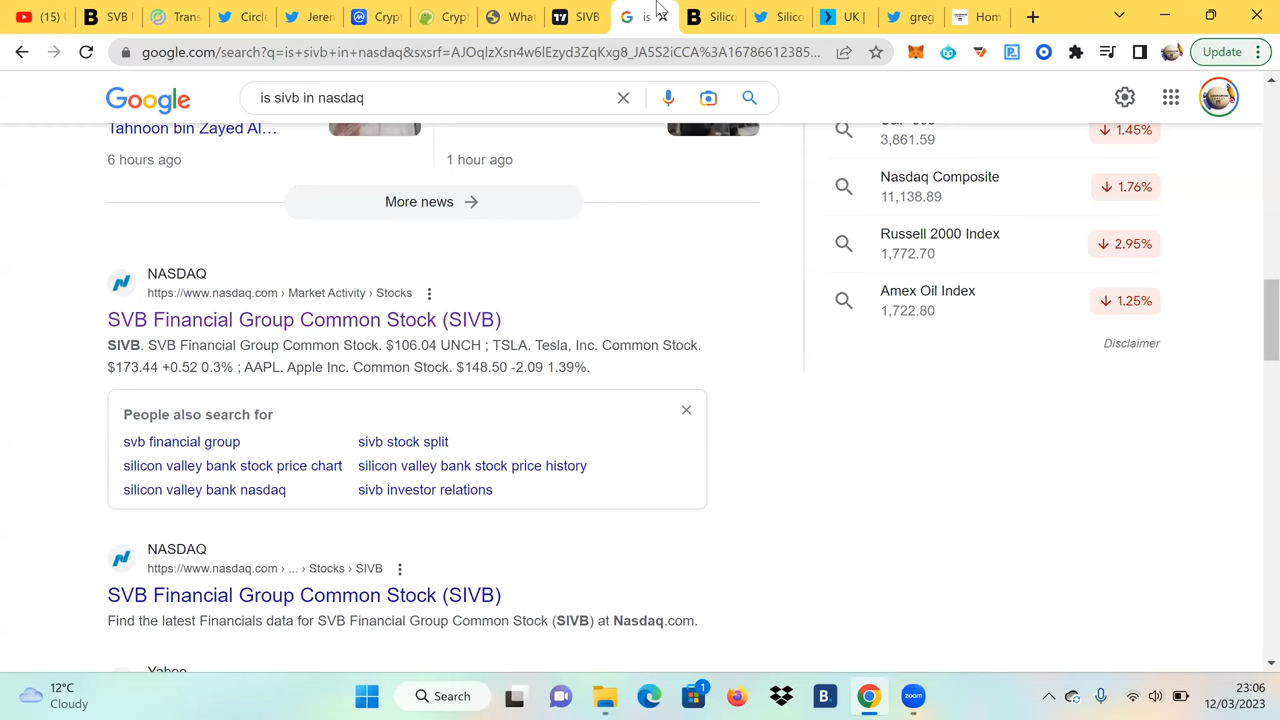 (15)
Trans
Circl
Jeren
Cryp
Crypt
What
SIVB
is
Silico
Silico
UK |
greg
Hom
google.com/search?q=is+sivb+in+nasdaq&sxsrf=AJOqlzXsn4w6lEzyd3ZqKxg8_JA5S2iCCA%3A16786612385...
Update
Google
is sivb in nasdaq
Tahnoon bin Zayed Al...
6 hours ago
1 hour ago
More news
3,861.59
1.45%
Nasdaq Composite
11,138.89
1.76%
Russell 2000 Index
1,772.70
2.95%
Amex Oil Index
1,722.80
1.25%
Disclaimer
NASDAQ
https://www.nasdaq.com › Market Activity › Stocks
SVB Financial Group Common Stock (SIVB)
SIVB. SVB Financial Group Common Stock. $106.04 UNCH ; TSLA. Tesla, Inc. Common Stock.
$173.44 +0.52 0.3% ; AAPL. Apple Inc. Common Stock. $148.50 -2.09 1.39%.
People also search for
svb financial group
sivb stock split
silicon valley bank stock price chart
silicon valley bank stock price history
silicon valley bank nasdaq
sivb investor relations
NASDAQ
https://www.nasdaq.com › ... › Stocks › SIVB
SVB Financial Group Common Stock (SIVB)
Find the latest Financials data for SVB Financial Group Common Stock (SIVB) at Nasdaq.com.
Yahoo
12°C
Cloudy
Search
1
B.
zoom
23:06
12/03/2023